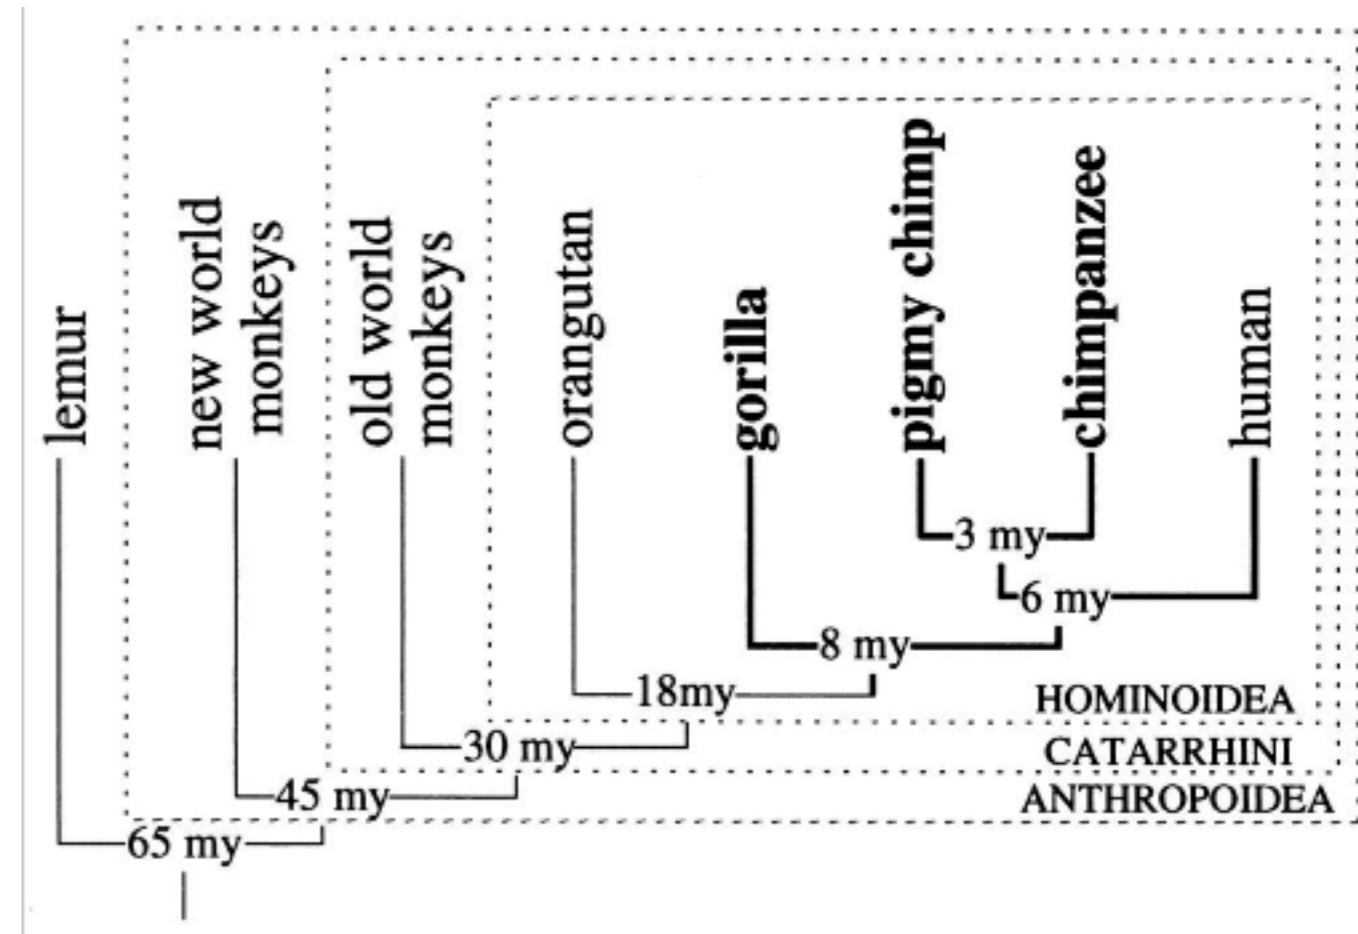 lemur
new world
monkeys
old world
monkeys
orangutan
gorilla
pigmy chimp
chimpanzee
human
3 my
6 my
8 my
18my
HOMINOIDEA
30 my
CATARRHINI
45 my
ANTHROPOIDEA
65 my